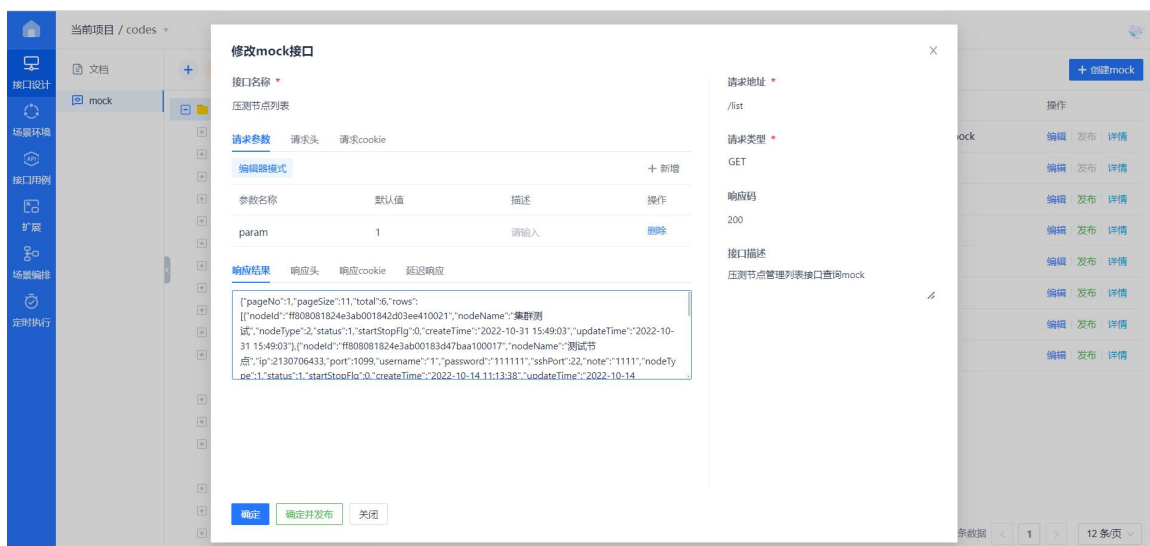 当前项目 / codes
接口设计
场景环境
接口用例
扩展
场景编排
定时执行
文档
mock
+
+ 创建mock
操作
ock
编辑 发布 详情
编辑 发布 详情
编辑 发布 详情
编辑 发布 详情
编辑 发布 详情
编辑 发布 详情
编辑 发布 详情
编辑 发布 详情
条数据 < 1 > 12 条/页
修改mock接口
接口名称 *
压测节点列表
请求参数 请求头 请求cookie
编辑器模式 + 新增
参数名称 默认值 描述 操作
param 1 请输入 删除
响应结果 响应头 响应cookie 延迟响应
{"pageNo":1,"pageSize":11,"total":6,"rows":
[{"nodeId":"ff808081824e3ab001842d03ee410021","nodeName":"集群测
试","nodeType":2,"status":1,"startStopFlg":0,"createTime":"2022-10-31 15:49:03","updateTime":"2022-10-
31 15:49:03"},{"nodeId":"ff808081824e3ab00183d47baa100017","nodeName":"测试节
点","ip":2130706433,"port":1099,"username":"1","password":"111111","sshPort":22,"note":"1111","nodeTy
pe":1,"status":1,"startStopFlg":0,"createTime":"2022-10-14 11:13:38","updateTime":"2022-10-14
请求地址 *
/list
请求类型 *
GET
响应码
200
接口描述
压测节点管理列表接口查询mock
确定 确定并发布 关闭